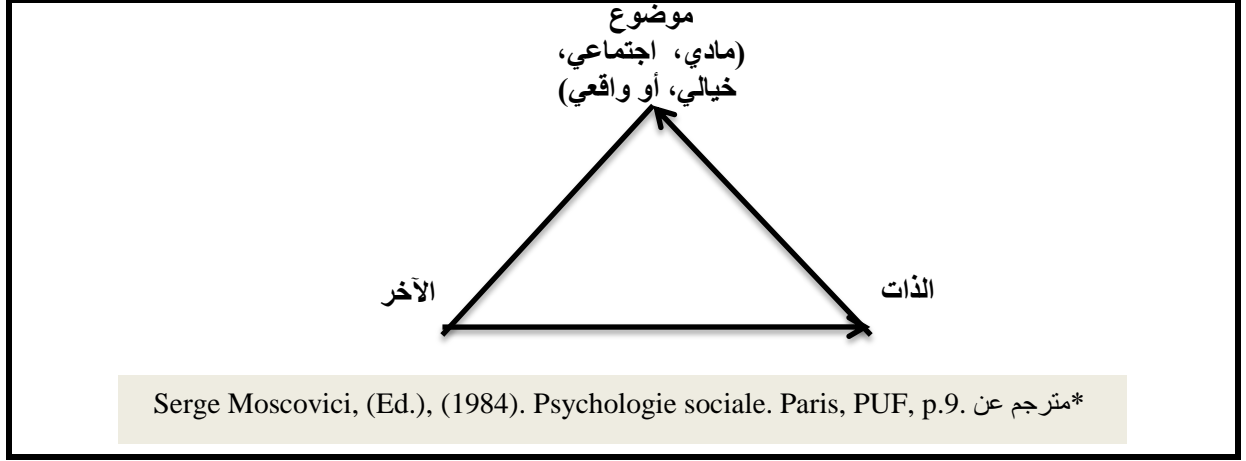 موضوع
(مادي، اجتماعي،
خيالي، أو واقعي)
الذات
الآخر
*مترجم عن Serge Moscovici, (Ed.), (1984). Psychologie sociale. Paris, PUF, p.9.